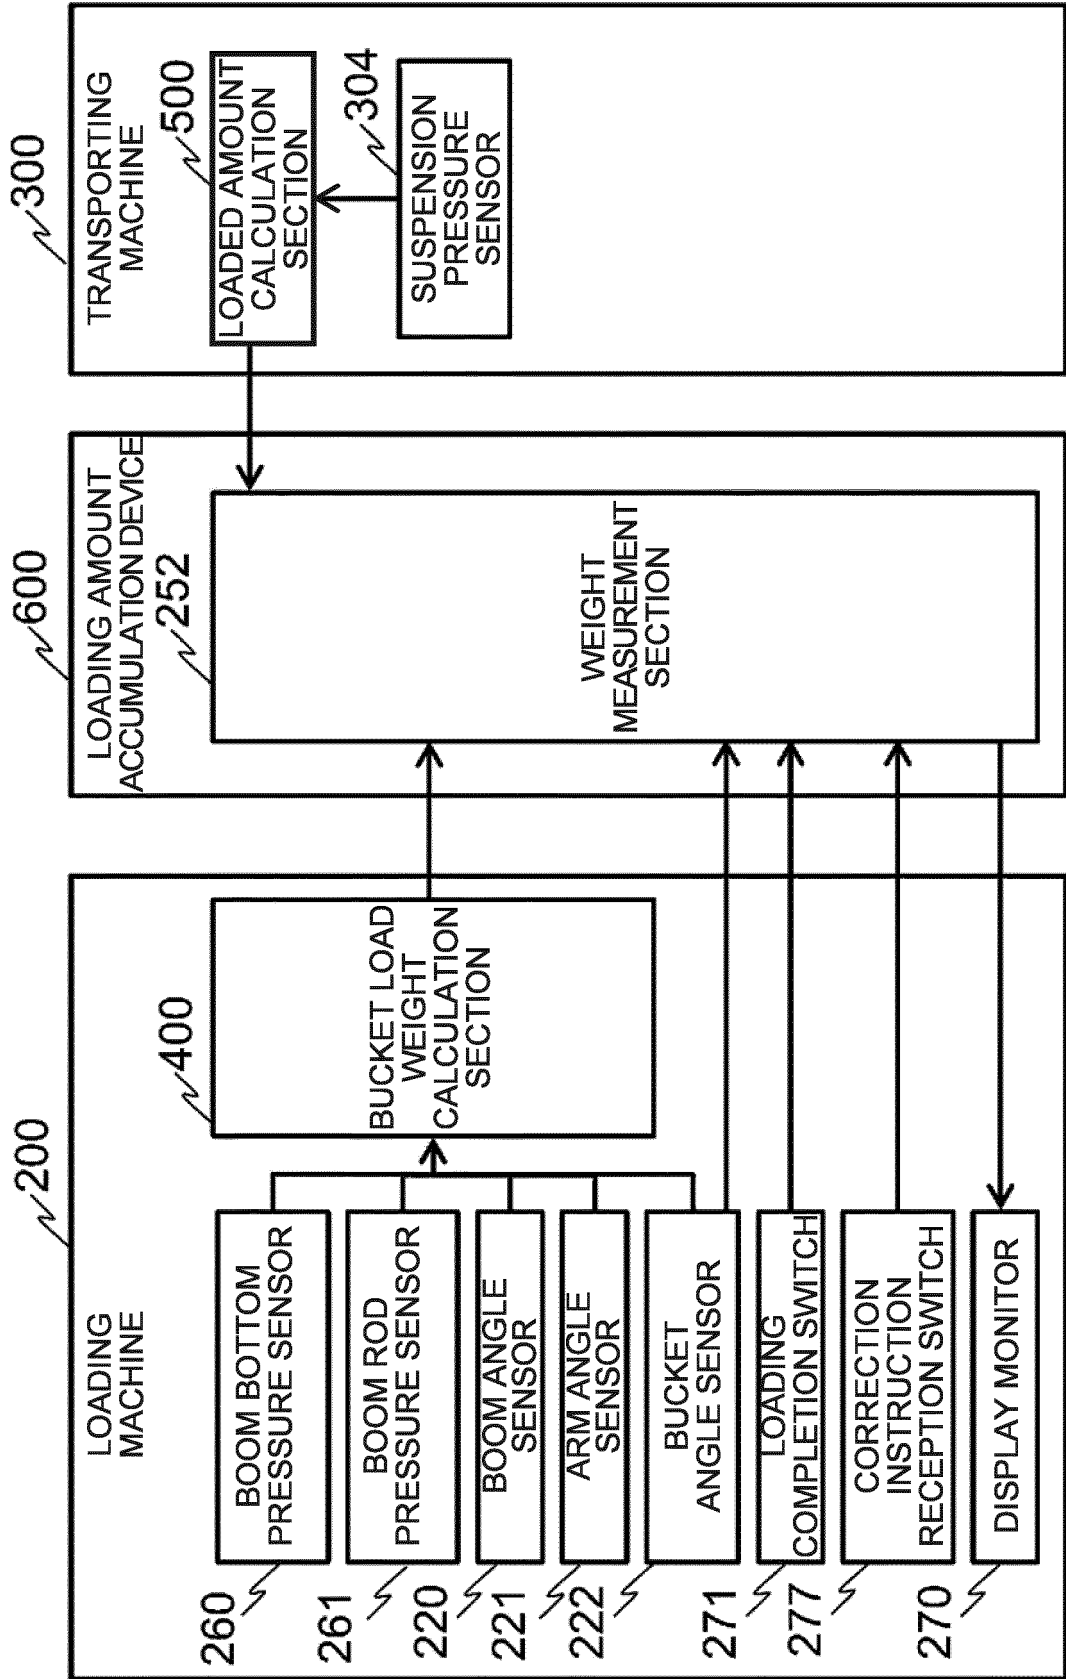 200
LOADING
MACHINE
260
BOOM BOTTOM
PRESSURE SENSOR
261
BOOM ROD
PRESSURE SENSOR
220
BOOM ANGLE
SENSOR
221
ARM ANGLE
SENSOR
222
BUCKET
ANGLE SENSOR
271
LOADING
COMPLETION SWITCH
277
CORRECTION
INSTRUCTION
RECEPTION SWITCH
270
DISPLAY MONITOR
400
BUCKET LOAD
WEIGHT
CALCULATION
SECTION
600
LOADING AMOUNT
ACCUMULATION DEVICE
252
WEIGHT
MEASUREMENT
SECTION
300
TRANSPORTING
MACHINE
500
LOADED AMOUNT
CALCULATION
SECTION
304
SUSPENSION
PRESSURE
SENSOR